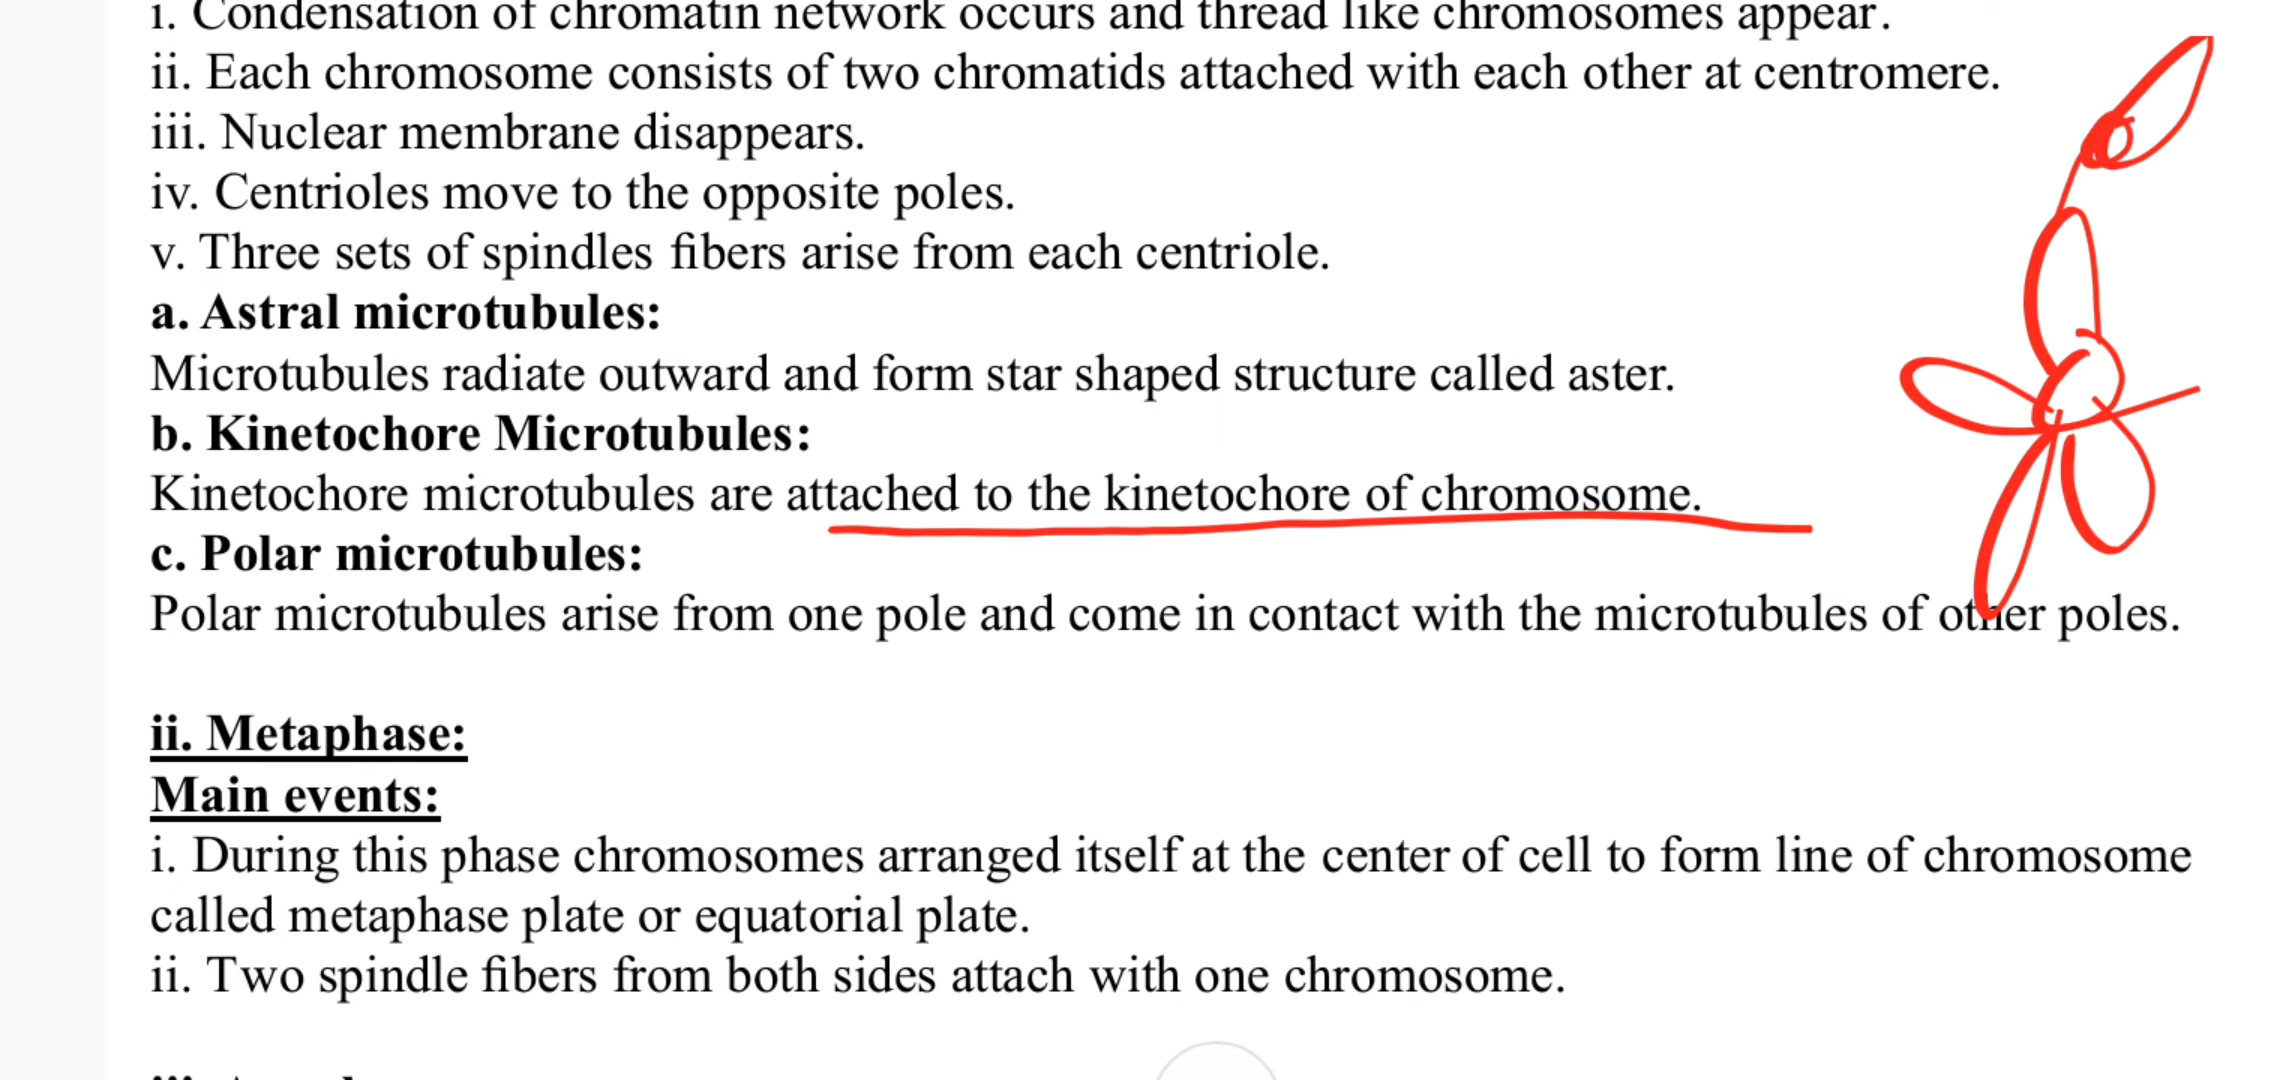 i. Condensation of chromatin network occurs and thread like chromosomes appear.
ii. Each chromosome consists of two chromatids attached with each other at centromere.
iii. Nuclear membrane disappears.
iv. Centrioles move to the opposite poles.
v. Three sets of spindles fibers arise from each centriole.
a. Astral microtubules:
Microtubules radiate outward and form star shaped structure called aster.
b. Kinetochore Microtubules:
Kinetochore microtubules are attached to the kinetochore of chromosome.
c. Polar microtubules:
Polar microtubules arise from one pole and come in contact with the microtubules of other poles.
ii. Metaphase:
Main events:
i. During this phase chromosomes arranged itself at the center of cell to form line of chromosome
called metaphase plate or equatorial plate.
ii. Two spindle fibers from both sides attach with one chromosome.